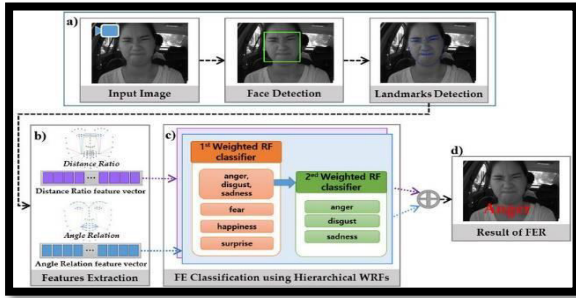 a)
Input Image
Face Detection
Landmarks Detection
b)
Distance Ratio
Distance Ratio feature vector
Angle Relation
Angle Relation feature vector
Features Extraction
c)
1st Weighted RF
classifier
anger,
disgust,
sadness
fear
happiness
surprise
2nd Weighted RF
classifier
anger
disgust
sadness
FE Classification using Hierarchical WRFs
d)
Anger
Result of FER